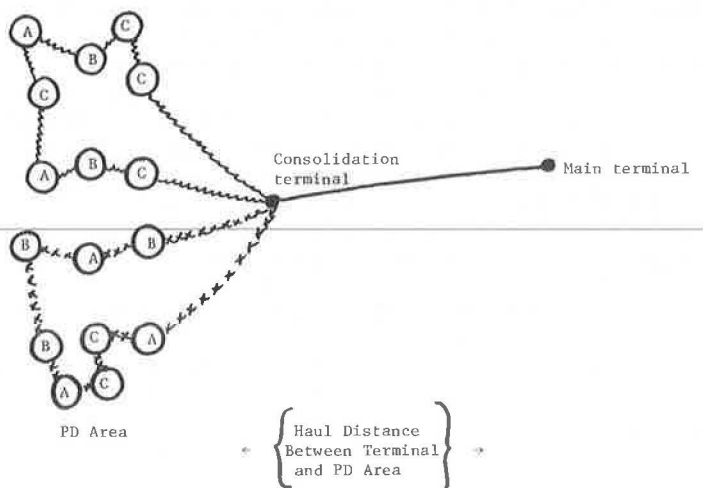 A
B
C
C
C
Consolidation
terminal
Main terminal
A
B
C
B
A
B
B
C
A
A
C
PD Area
Haul Distance
Between Terminal
and PD Area